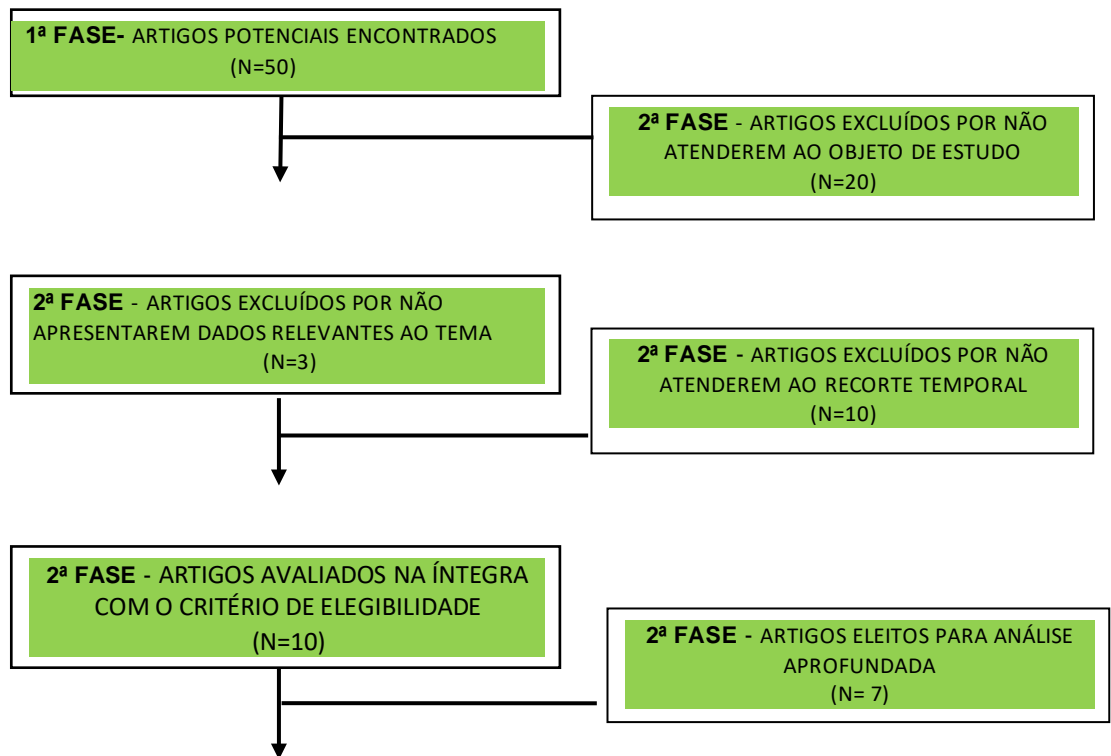 1ª FASE- ARTIGOS POTENCIAIS ENCONTRADOS
(N=50)
2ª FASE - ARTIGOS EXCLUÍDOS POR NÃO
ATENDEREM AO OBJETO DE ESTUDO
(N=20)
2ª FASE - ARTIGOS EXCLUÍDOS POR NÃO
APRESENTAREM DADOS RELEVANTES AO TEMA
(N=3)
2ª FASE - ARTIGOS EXCLUÍDOS POR NÃO
ATENDEREM AO RECORTE TEMPORAL
(N=10)
2ª FASE - ARTIGOS AVALIADOS NA ÍNTEGRA
COM O CRITÉRIO DE ELEGIBILIDADE
(N=10)
2ª FASE - ARTIGOS ELEITOS PARA ANÁLISE
APROFUNDADA
(N= 7)